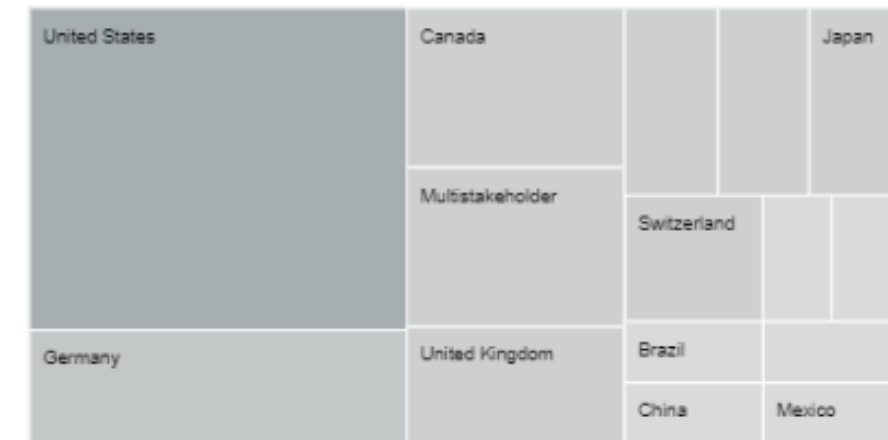 United States
Canada
Japan
Multistakeholder
Switzerland
Germany
United Kingdom
Brazil
China
Mexico